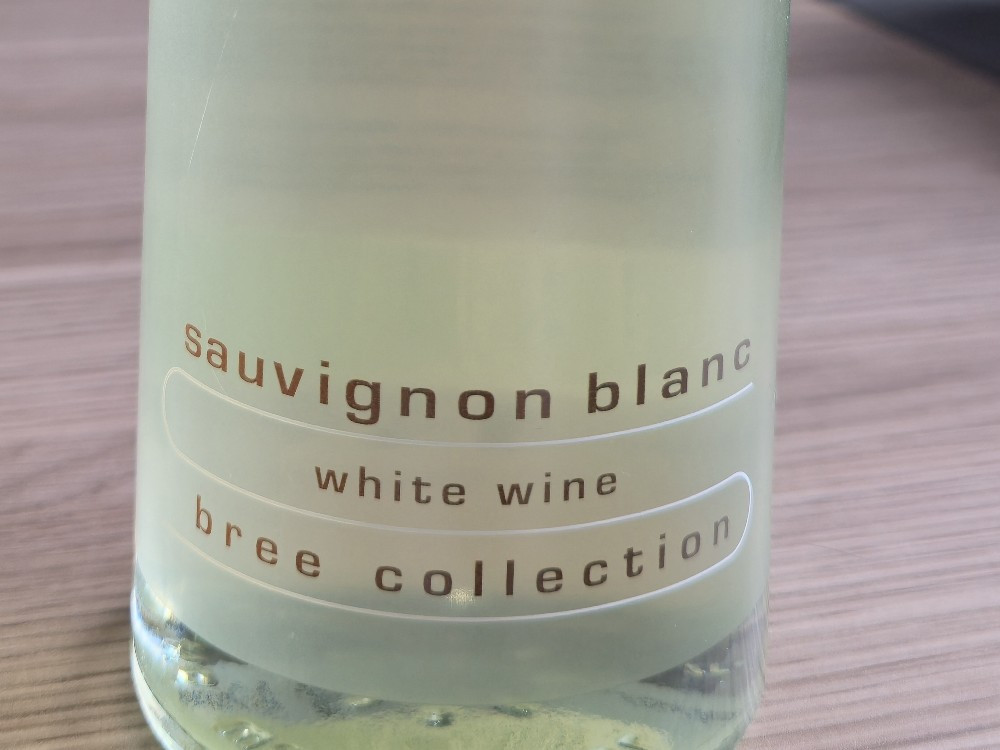 sauvignon blanc
white wine
bree collection